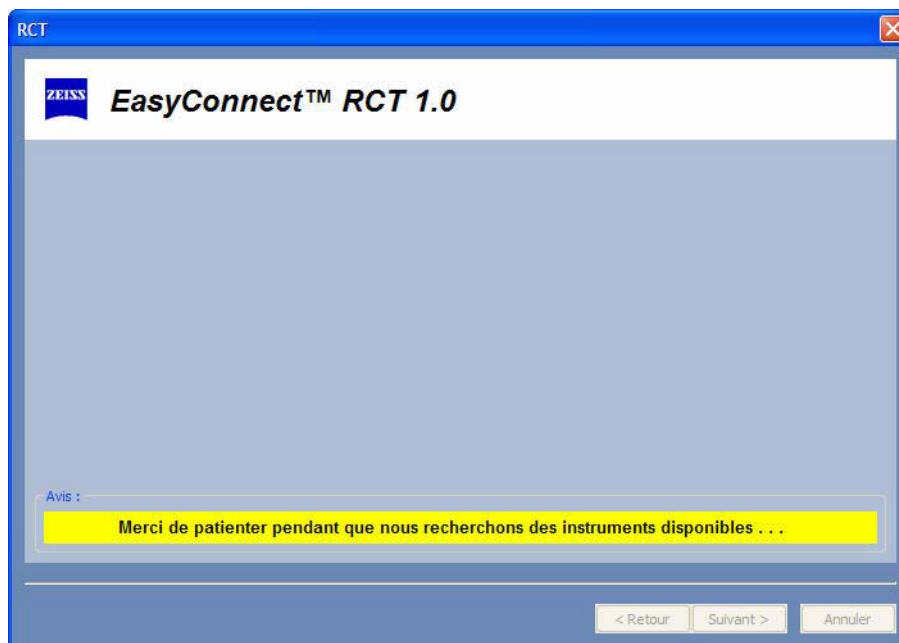 RCT
ZEISS
EasyConnect™ RCT 1.0
Avis :
Merci de patienter pendant que nous recherchons des instruments disponibles . . .
< Retour Suivant > Annuler